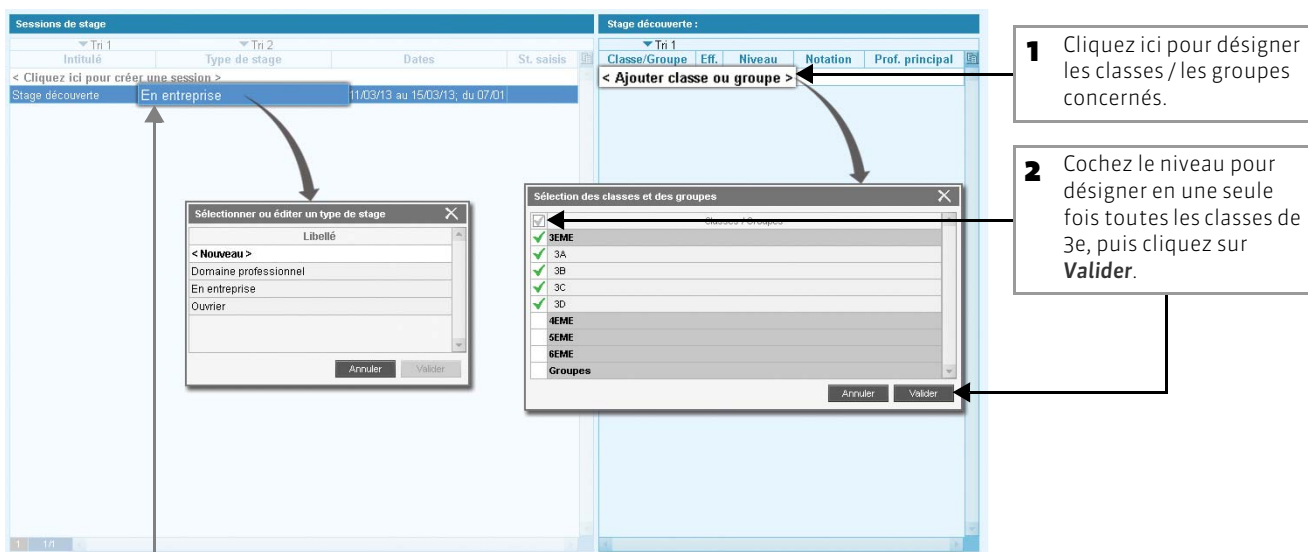 Sessions de stage
Tri 1 Tri 2
Intitulé Type de stage Dates St. saisis
< Cliquez ici pour créer une session >
Stage découverte En entreprise 11/03/13 au 15/03/13; du 07/01
Stage découverte :
Tri 1
Classe/Groupe Eff. Niveau Notation Prof. principal
< Ajouter classe ou groupe >
1 Cliquez ici pour désigner
les classes / les groupes
concernés.
2 Cochez le niveau pour
désigner en une seule
fois toutes les classes de
3e, puis cliquez sur
Valider.
Sélectionner ou éditer un type de stage
Libellé
< Nouveau >
Domaine professionnel
En entreprise
Ouvrier
Annuler Valider
Sélection des classes et des groupes
Classes / Groupes
3EME
3A
3B
3C
3D
4EME
5EME
6EME
Groupes
Annuler Valider
1 1/1